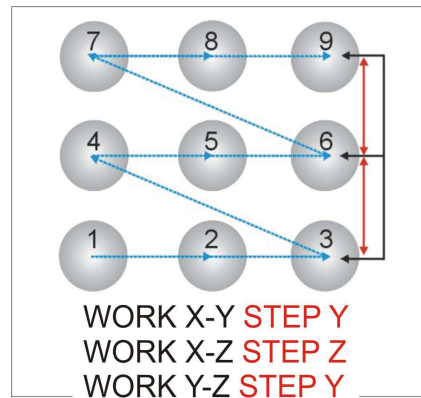 7 8 9
4 5 6
1 2 3
WORK X-Y STEP Y
WORK X-Z STEP Z
WORK Y-Z STEP Y